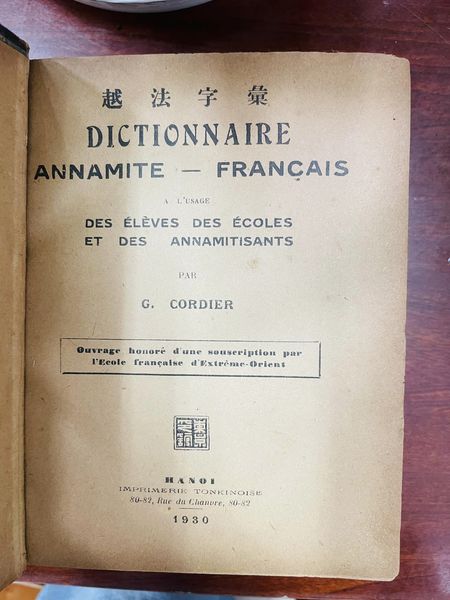 越法字彙
DICTIONNAIRE
ANNAMITE — FRANÇAIS
A L'USAGE
DES ÉLÈVES DES ÉCOLES
ET DES ANNAMITISANTS
PAR
G. CORDIER
Ouvrage honoré d'une souscription par
l'Ecole française d'Extrême-Orient
HANOI
IMPRIMERIE TONKINOISE
80-82, Rue du Chanvre, 80-82
1930